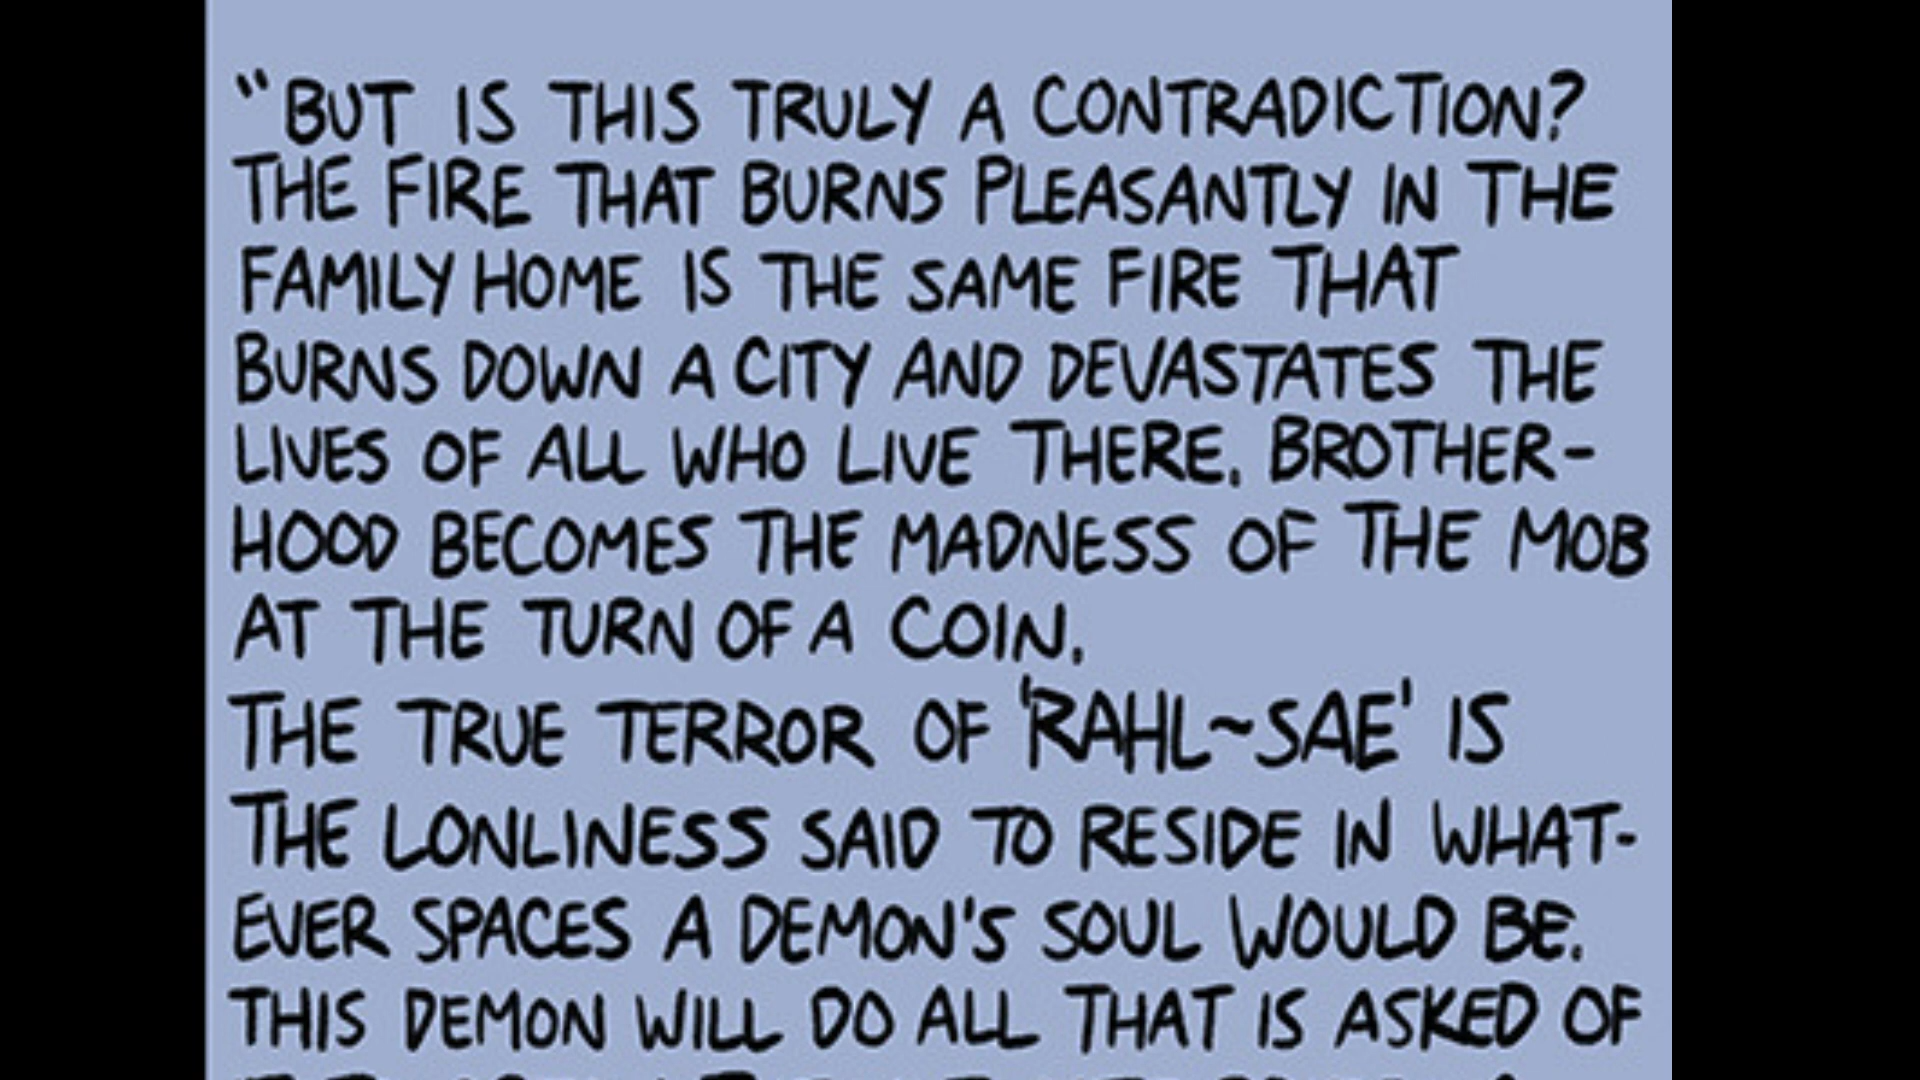 "BUT IS THIS TRULY A CONTRADICTION?
THE FIRE THAT BURNS PLEASANTLY IN THE
FAMILY HOME IS THE SAME FIRE THAT
BURNS DOWN A CITY AND DEVASTATES THE
LIVES OF ALL WHO LIVE THERE. BROTHER-
HOOD BECOMES THE MADNESS OF THE MOB
AT THE TURN OF A COIN.
THE TRUE TERROR OF 'RAHL~SAE' IS
THE LONLINESS SAID TO RESIDE IN WHAT-
EVER SPACES A DEMON'S SOUL WOULD BE.
THIS DEMON WILL DO ALL THAT IS ASKED OF